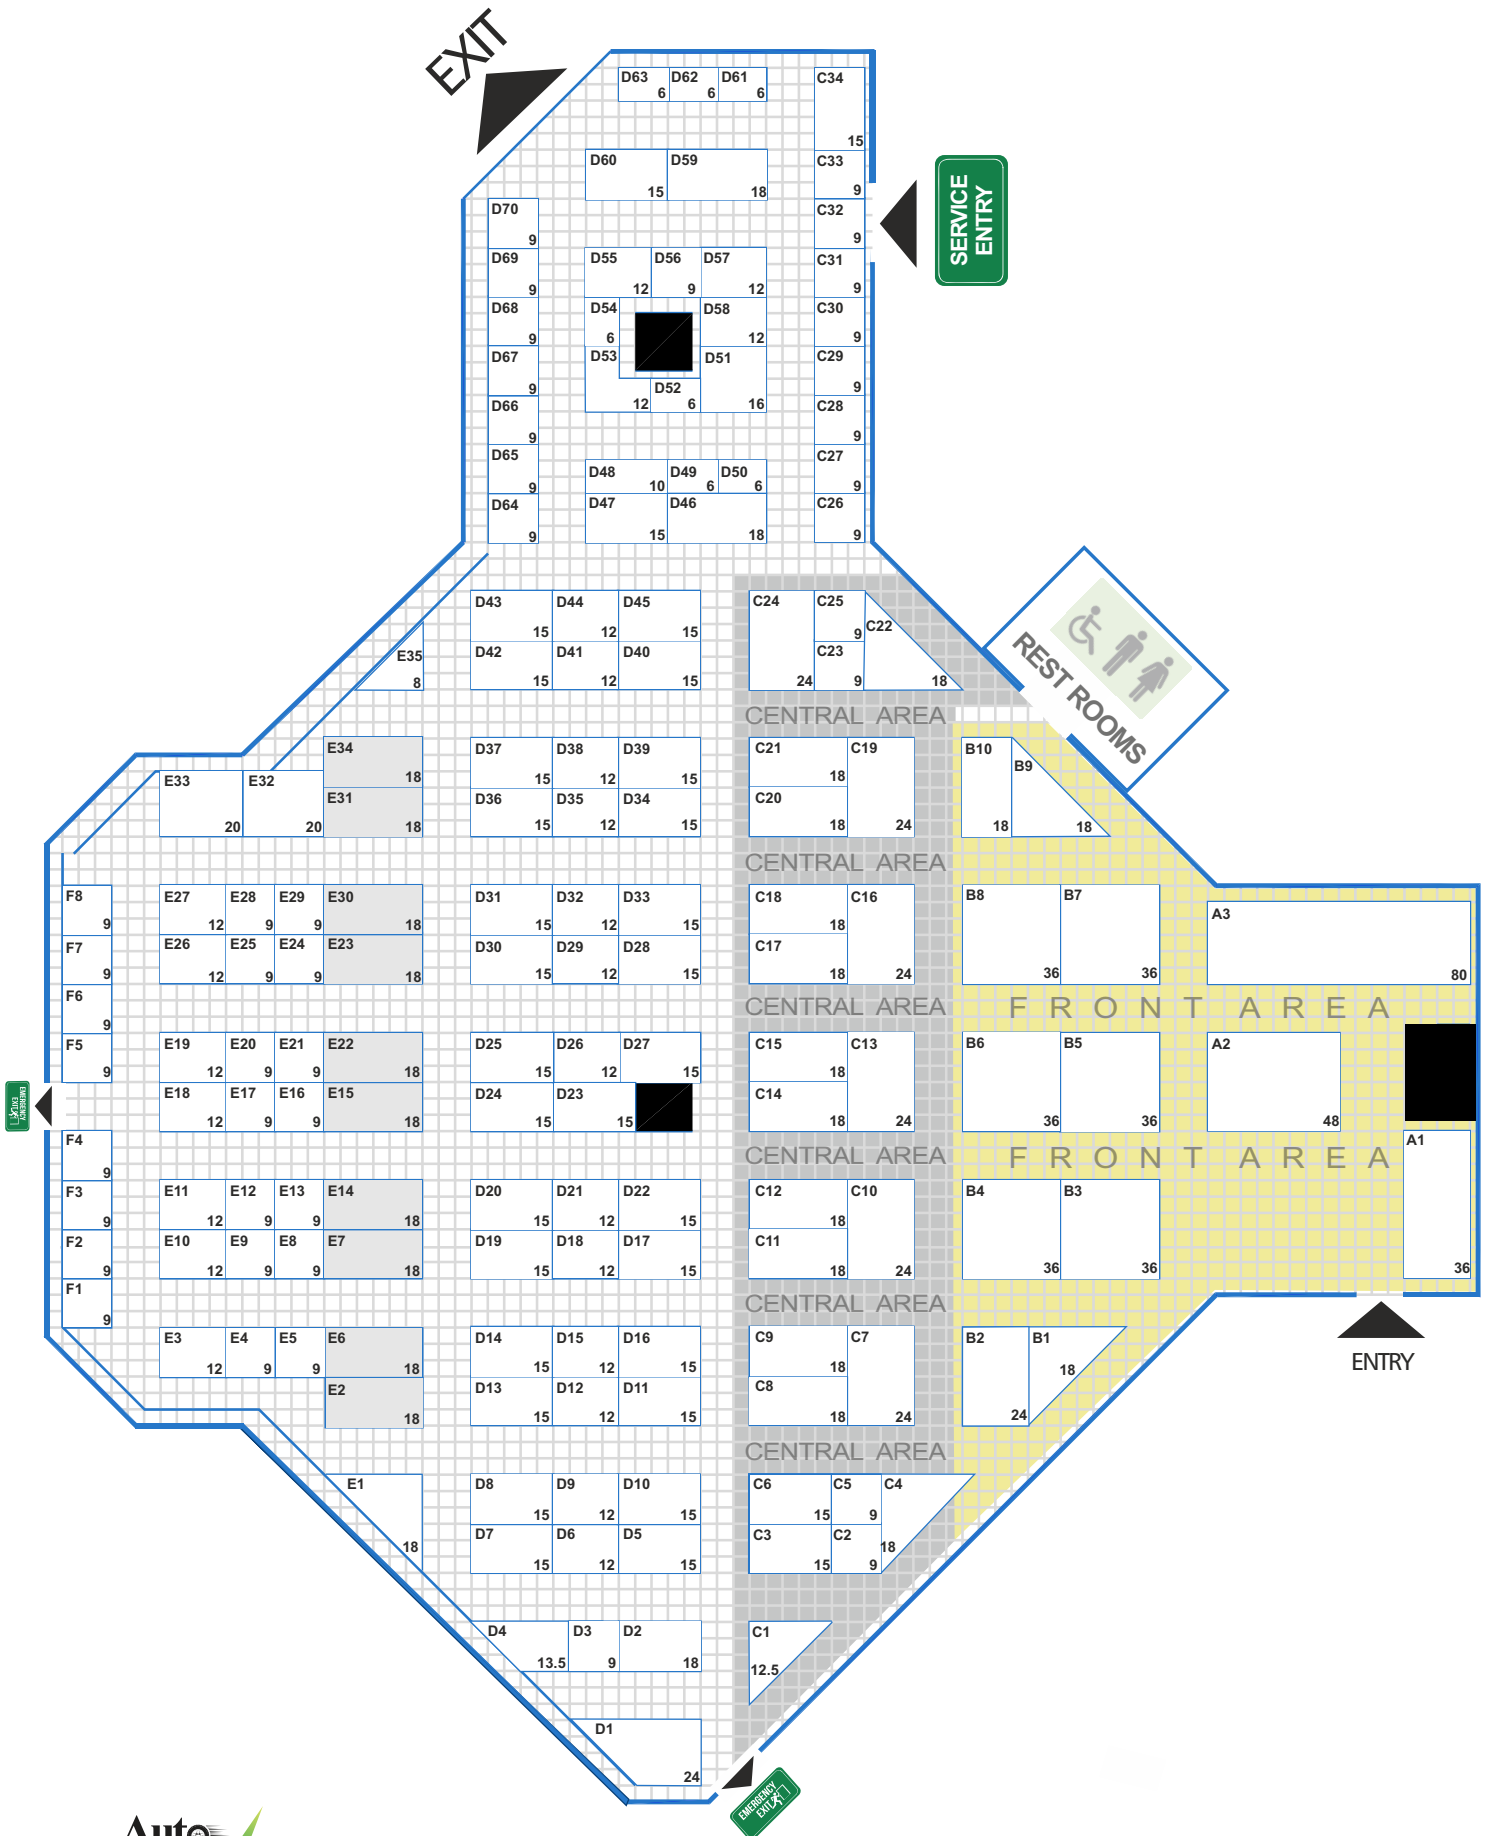 EXIT
D63 D62 D61
6 6 6
C34
15
D60 D59
15 18
C33
9
SERVICE
ENTRY
D70
9
C32
9
D69
9
D55 D56 D57
12 9 12
C31
9
D68
9
D54 D58
6 12
C30
9
D67
9
D53 D51
C29
9
D52
12 6 16
D66
9
C28
9
D65
9
D48 D49 D50
10 6 6
C27
9
D64
9
D47 D46
15 18
C26
9
D43 D44 D45
15 12 15
C24 C25 C22
9
E35
8
D42 D41 D40
15 12 15
C23
24 9 18
REST ROOMS
CENTRAL AREA
E34
18
D37 D38 D39
15 12 15
C21 C19
18
B10 B9
E33 E32 E31
20 20 18
D36 D35 D34
15 12 15
C20
18 24
18 18
CENTRAL AREA
F8
9
E27 E28 E29 E30
12 9 9 18
D31 D32 D33
15 12 15
C18 C16
18
B8 B7
A3
F7
9
E26 E25 E24 E23
12 9 9 18
D30 D29 D28
15 12 15
C17
18 24
36 36
80
F6
9
CENTRAL AREA
FRONT AREA
F5
9
E19 E20 E21 E22
12 9 9 18
D25 D26 D27
15 12 15
C15 C13
18
B6 B5
A2
EMERGENCY
EXIT
E18 E17 E16 E15
12 9 9 18
D24 D23
15 15
C14
18 24
36 36
48
F4
9
CENTRAL AREA
FRONT AREA
A1
36
F3
9
E11 E12 E13 E14
12 9 9 18
D20 D21 D22
15 12 15
C12 C10
18
B4 B3
F2
9
E10 E9 E8 E7
12 9 9 18
D19 D18 D17
15 12 15
C11
18 24
36 36
F1
9
CENTRAL AREA
ENTRY
E3 E4 E5 E6
12 9 9 18
D14 D15 D16
15 12 15
C9 C7
18
B2 B1
18
E2
18
D13 D12 D11
15 12 15
C8
18 24
24
CENTRAL AREA
E1
18
D8 D9 D10
15 12 15
C6 C5 C4
15 9
D7 D6 D5
15 12 15
C3 C2
18
15 9
D4 D3 D2
13.5 9 18
C1
12.5
D1
24
EMERGENCY
EXIT
Auto